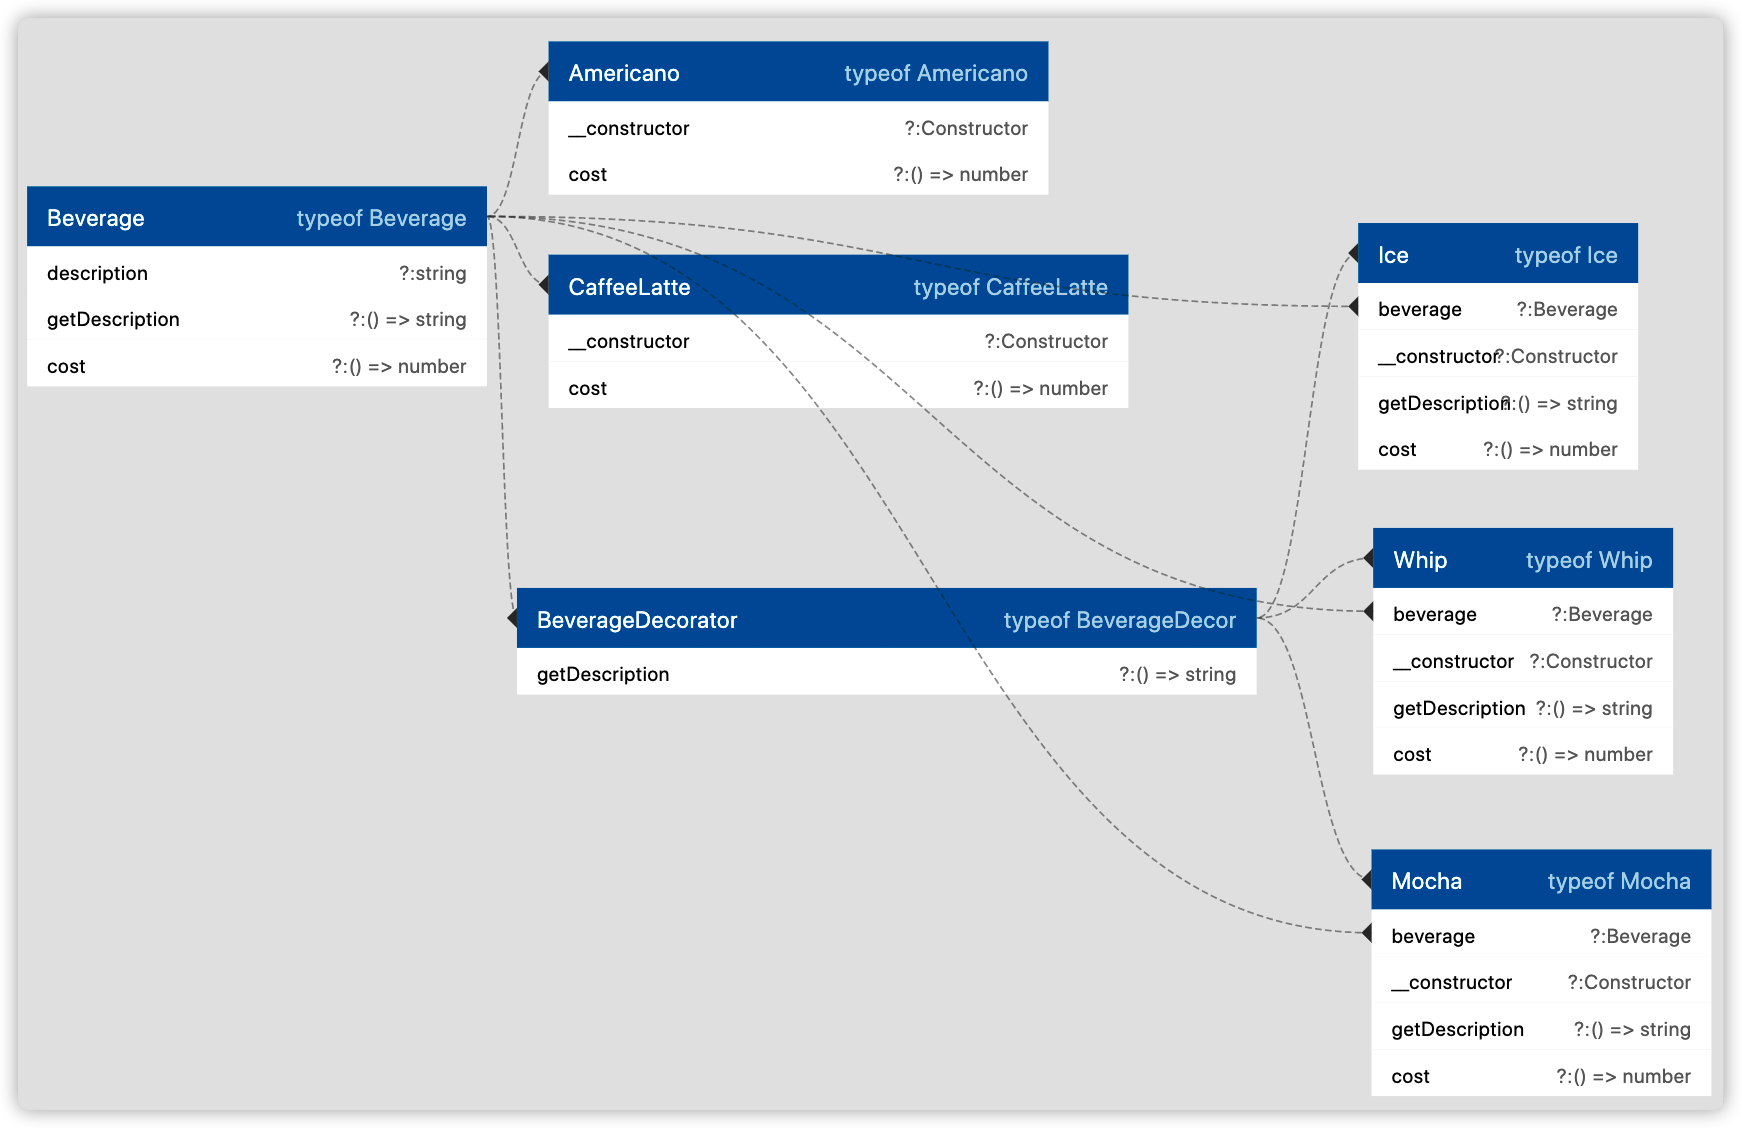 Americano typeof Americano
__constructor ?:Constructor
cost ?:() => number
Beverage typeof Beverage
description ?:string
getDescription ?:() => string
cost ?:() => number
CaffeeLatte typeof CaffeeLatte
__constructor ?:Constructor
cost ?:() => number
BeverageDecorator typeof BeverageDecor
getDescription ?:() => string
Ice typeof Ice
beverage ?:Beverage
__constructor ?:Constructor
getDescription ?:() => string
cost ?:() => number
Whip typeof Whip
beverage ?:Beverage
__constructor ?:Constructor
getDescription ?:() => string
cost ?:() => number
Mocha typeof Mocha
beverage ?:Beverage
__constructor ?:Constructor
getDescription ?:() => string
cost ?:() => number